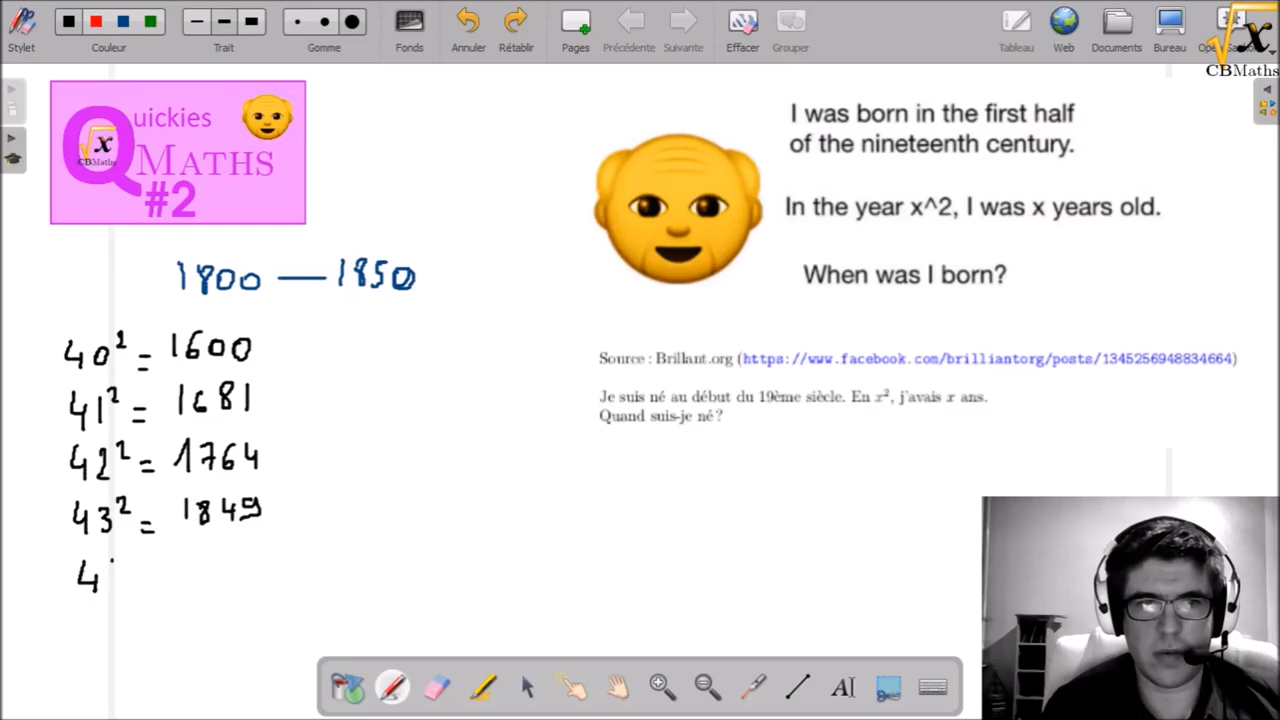 Stylet
Couleur
Trait
Gomme
Fonds
Annuler
Rétablir
Pages
Précédente
Suivante
Effacer
Grouper
Tableau
Web
Documents
Bureau
√x
CBMaths
Quickies
√x
CBMaths
MATHS
#2
I was born in the first half
of the nineteenth century.
In the year x^2, I was x years old.
When was I born?
1800 — 1850
40² = 1600
41² = 1681
42² = 1764
43² = 1849
4
Source : Brillant.org (https://www.facebook.com/brilliantorg/posts/1345256948834664)
Je suis né au début du 19ème siècle. En x², j'avais x ans.
Quand suis-je né ?
AI